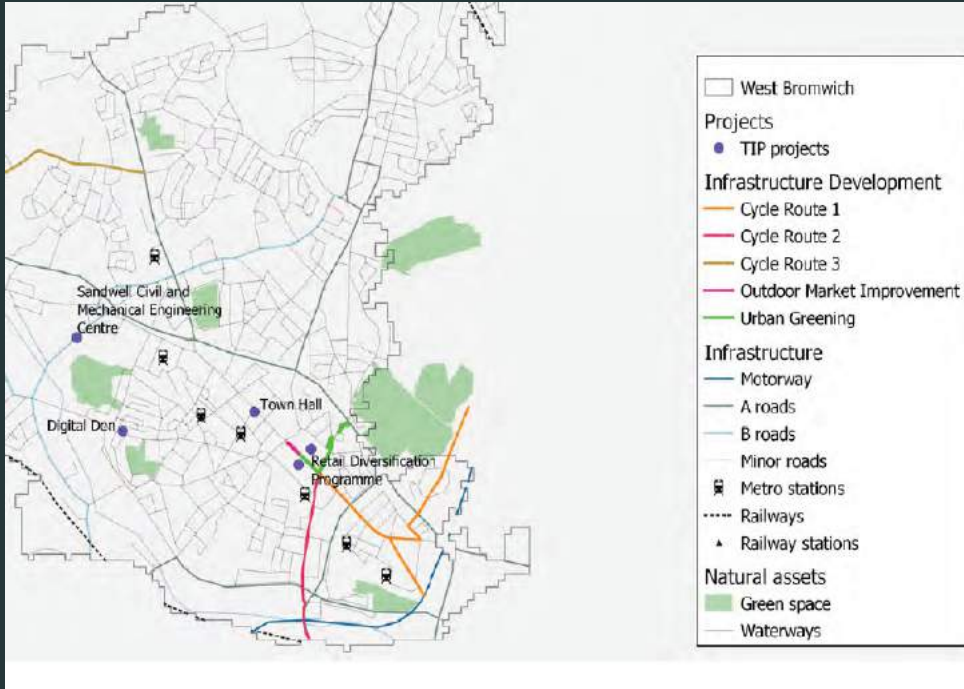 Sandwell Civil and
Mechanical Engineering
Centre
Town Hall
Digital Den
Retail Diversification
Programme
West Bromwich
Projects
TIP projects
Infrastructure Development
Cycle Route 1
Cycle Route 2
Cycle Route 3
Outdoor Market Improvement
Urban Greening
Infrastructure
Motorway
A roads
B roads
Minor roads
Metro stations
Railways
Railway stations
Natural assets
Green space
Waterways